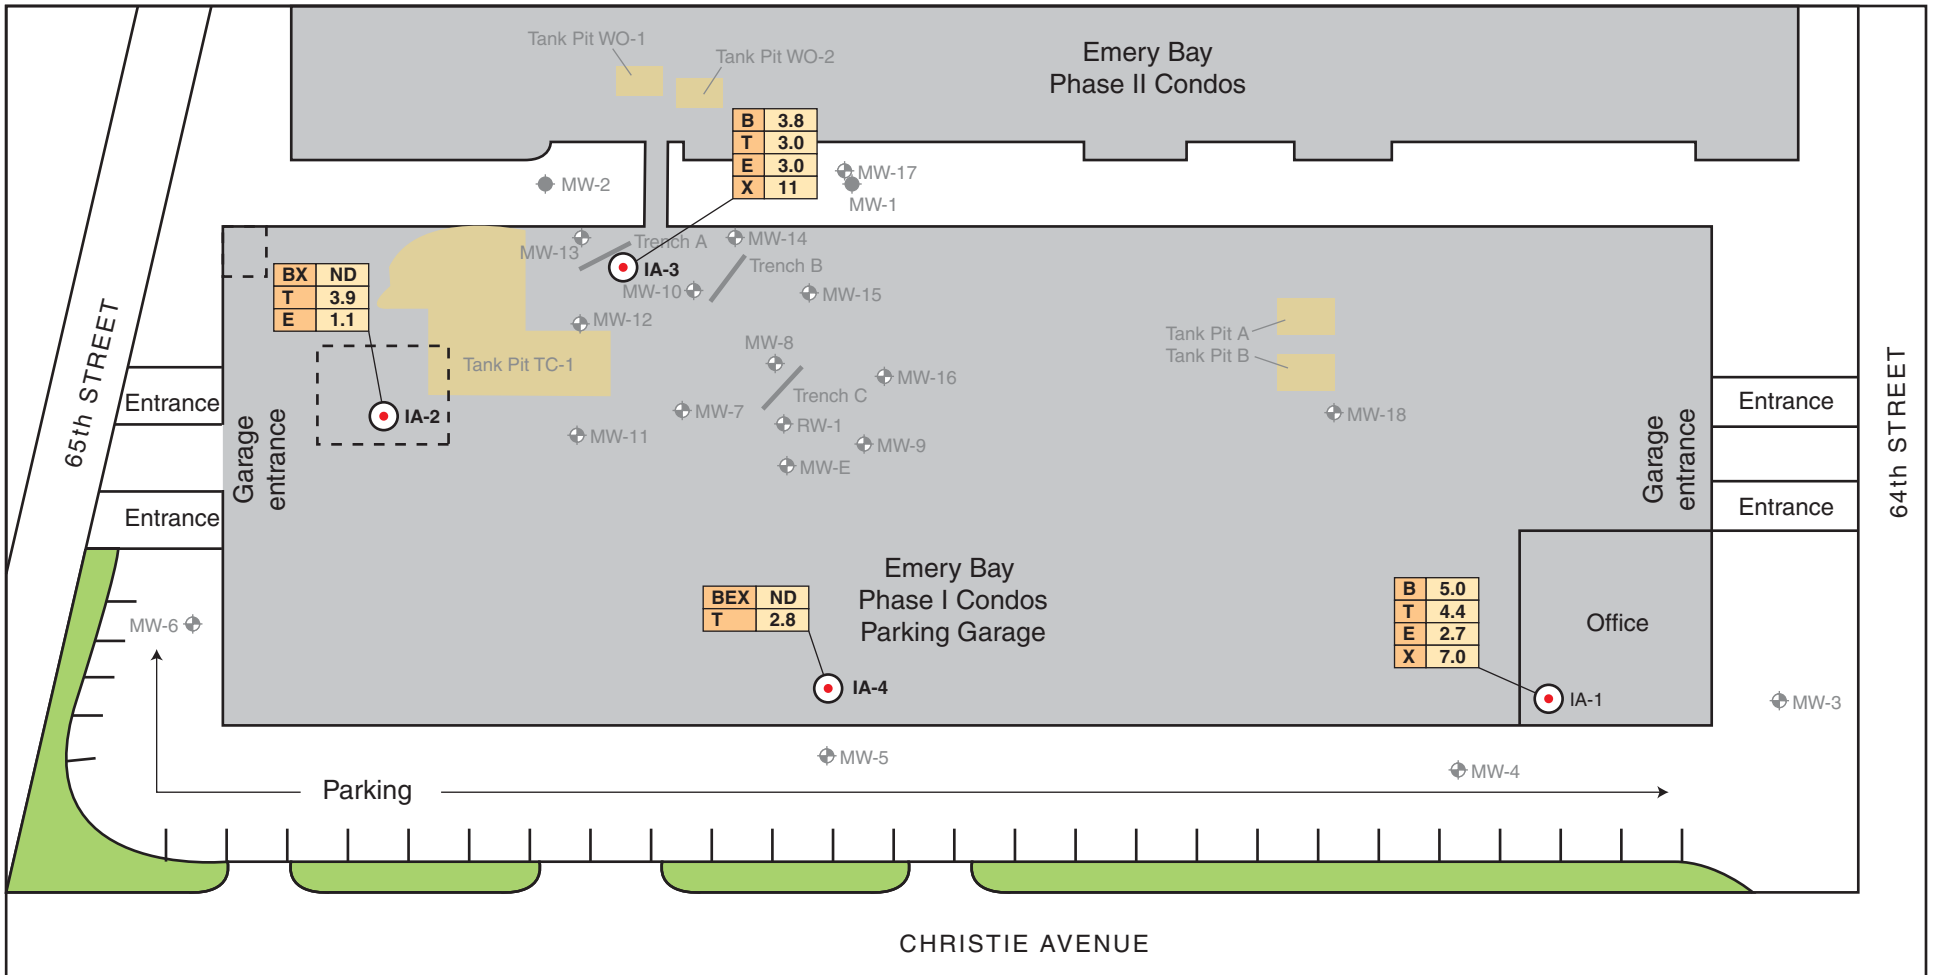 Tank Pit WO-1
Tank Pit WO-2
Emery Bay
Phase II Condos
B 3.8
T 3.0
E 3.0
X 11
MW-2
MW-17
MW-1
MW-13
Trench A
MW-14
IA-3
Trench B
MW-10
MW-15
BX ND
T 3.9
E 1.1
MW-12
Tank Pit TC-1
MW-8
MW-16
Trench C
Tank Pit A
Tank Pit B
65th STREET
Entrance
Entrance
Garage
entrance
IA-2
MW-11
MW-7
RW-1
MW-9
MW-E
MW-18
Garage
entrance
Entrance
Entrance
64th STREET
Emery Bay
Phase I Condos
Parking Garage
BEX ND
T 2.8
IA-4
B 5.0
T 4.4
E 2.7
X 7.0
Office
IA-1
MW-6
MW-3
MW-5
MW-4
Parking
CHRISTIE AVENUE